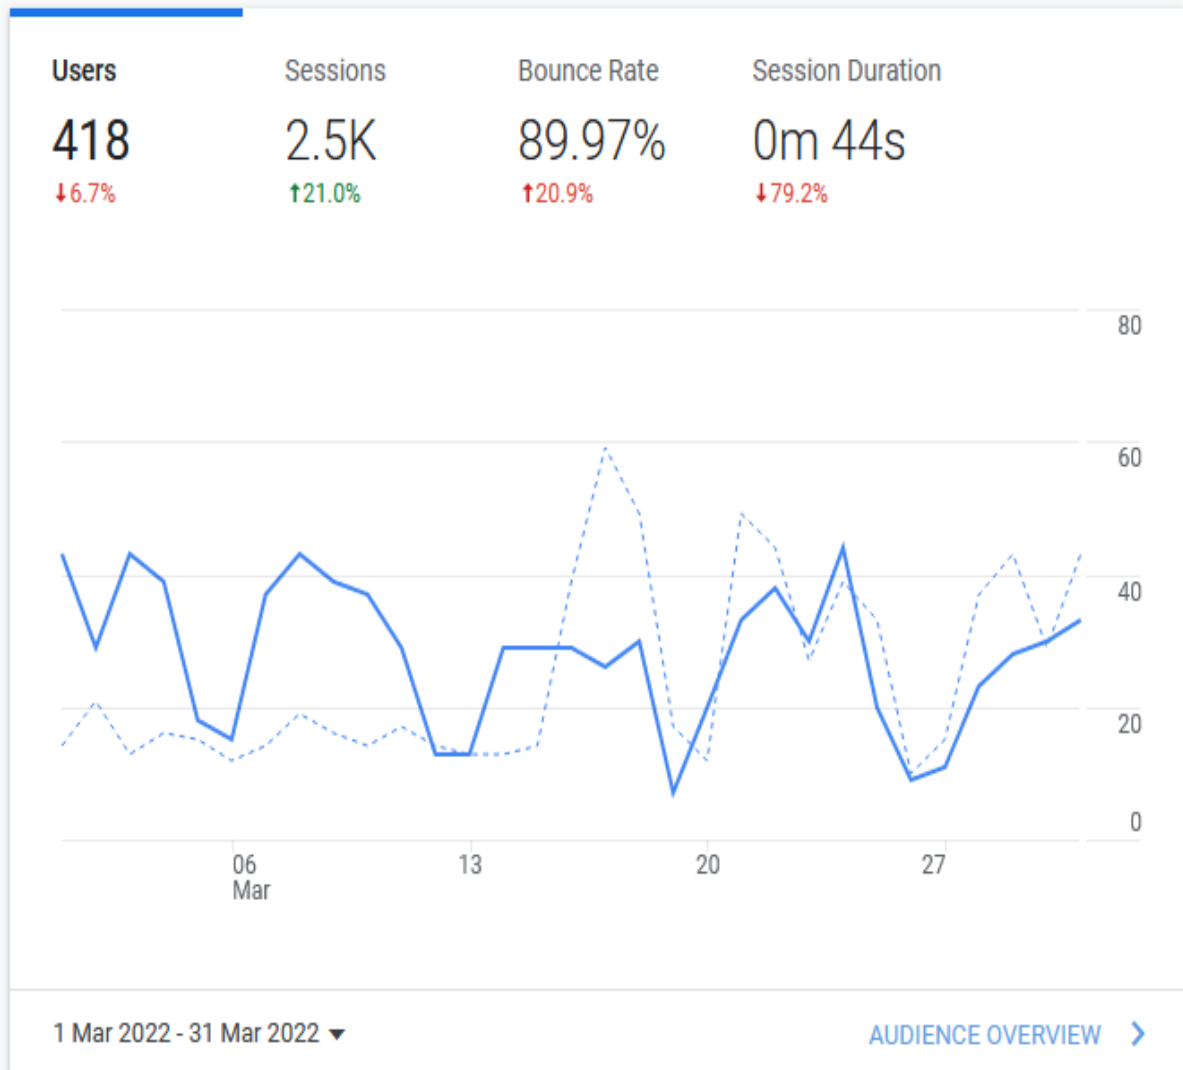 Users Sessions Bounce Rate Session Duration
418 2.5K 89.97% 0m 44s
↓6.7% ↑21.0% ↑20.9% ↓79.2%
80
60
40
20
0
06 13 20 27
Mar
1 Mar 2022 - 31 Mar 2022 AUDIENCE OVERVIEW